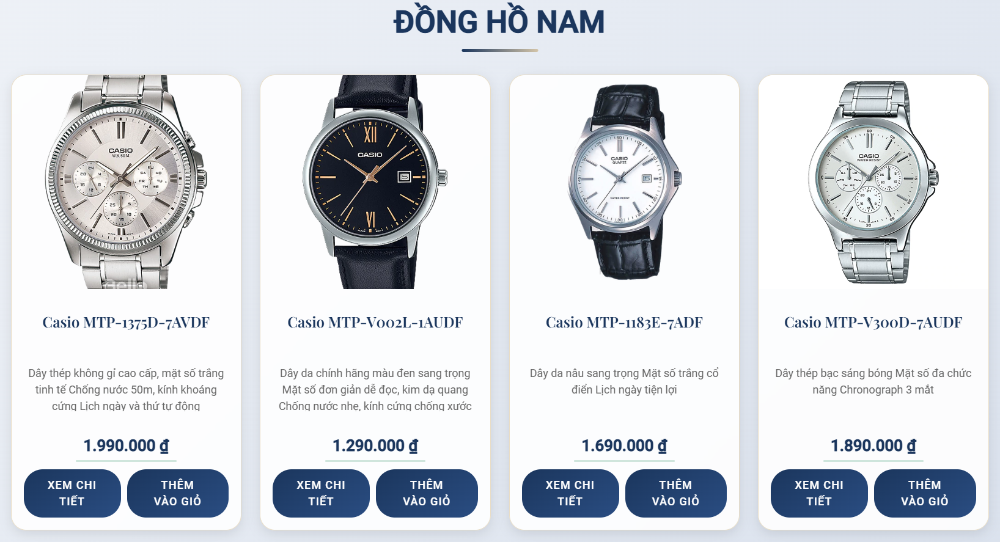 ĐỒNG HỒ NAM
CASIO
WR 50M
CASIO
CASIO
QUARTZ
WATER RESIST
CASIO
WATER RESIST
Bello
Casio MTP-1375D-7AVDF
Casio MTP-V002L-1AUDF
Casio MTP-1183E-7ADF
Casio MTP-V300D-7AUDF
Dây thép không gỉ cao cấp, mặt số trắng
tinh tế Chống nước 50m, kính khoáng
cứng Lịch ngày và thứ tự động
Dây da chính hãng màu đen sang trọng
Mặt số đơn giản dễ đọc, kim dạ quang
Chống nước nhẹ, kính cứng chống xước
Dây da nâu sang trọng Mặt số trắng cổ
điển Lịch ngày tiện lợi
Dây thép bạc sáng bóng Mặt số đa chức
năng Chronograph 3 mắt
1.990.000 ₫
1.290.000 ₫
1.690.000 ₫
1.890.000 ₫
XEM CHI
TIẾT
THÊM
VÀO GIỎ
XEM CHI
TIẾT
THÊM
VÀO GIỎ
XEM CHI
TIẾT
THÊM
VÀO GIỎ
XEM CHI
TIẾT
THÊM
VÀO GIỎ